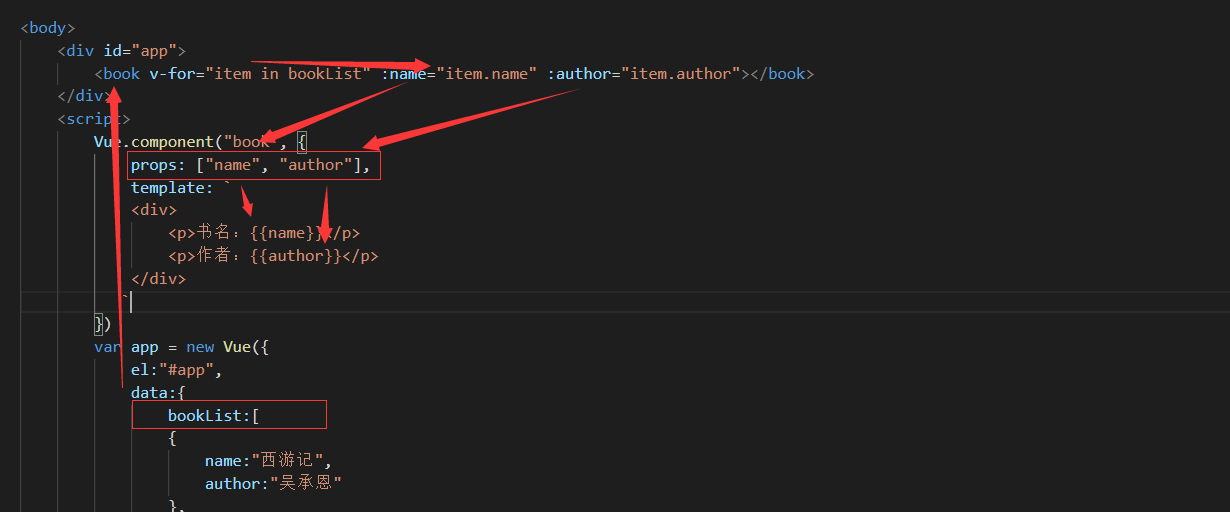 <body>
<div id="app">
<book v-for="item in bookList" :name="item.name" :author="item.author"></book>
</div>
<script>
Vue.component("book", {
props: ["name", "author"],
template: `
<div>
<p>书名：{{name}}</p>
<p>作者：{{author}}</p>
</div>
`
})
var app = new Vue({
el:"#app",
data:{
bookList:[
{
name:"西游记",
author:"吴承恩"
},